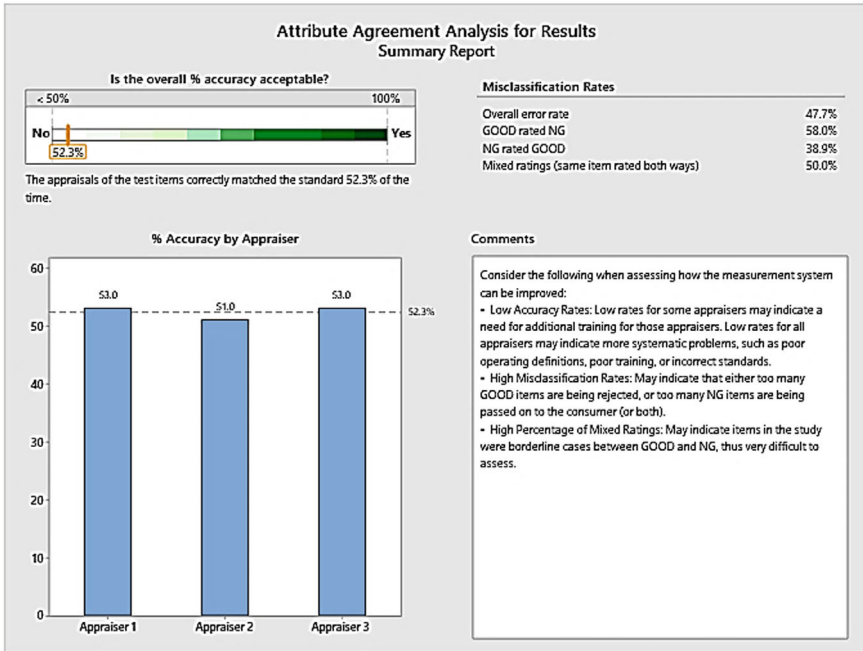 Attribute Agreement Analysis for Results
Summary Report
Is the overall % accuracy acceptable?
< 50% 100%
No Yes
52.3%
The appraisals of the test items correctly matched the standard 52.3% of the
time.
Misclassification Rates
Overall error rate 47.7%
GOOD rated NG 58.0%
NG rated GOOD 38.9%
Mixed ratings (same item rated both ways) 50.0%
% Accuracy by Appraiser
60
50
40
30
20
10
0
53.0
51.0
53.0
52.3%
Appraiser 1 Appraiser 2 Appraiser 3
Comments
Consider the following when assessing how the measurement system
can be improved:
- Low Accuracy Rates: Low rates for some appraisers may indicate a
need for additional training for those appraisers. Low rates for all
appraisers may indicate more systematic problems, such as poor
operating definitions, poor training, or incorrect standards.
- High Misclassification Rates: May indicate that either too many
GOOD items are being rejected, or too many NG items are being
passed on to the consumer (or both).
- High Percentage of Mixed Ratings: May indicate items in the study
were borderline cases between GOOD and NG, thus very difficult to
assess.